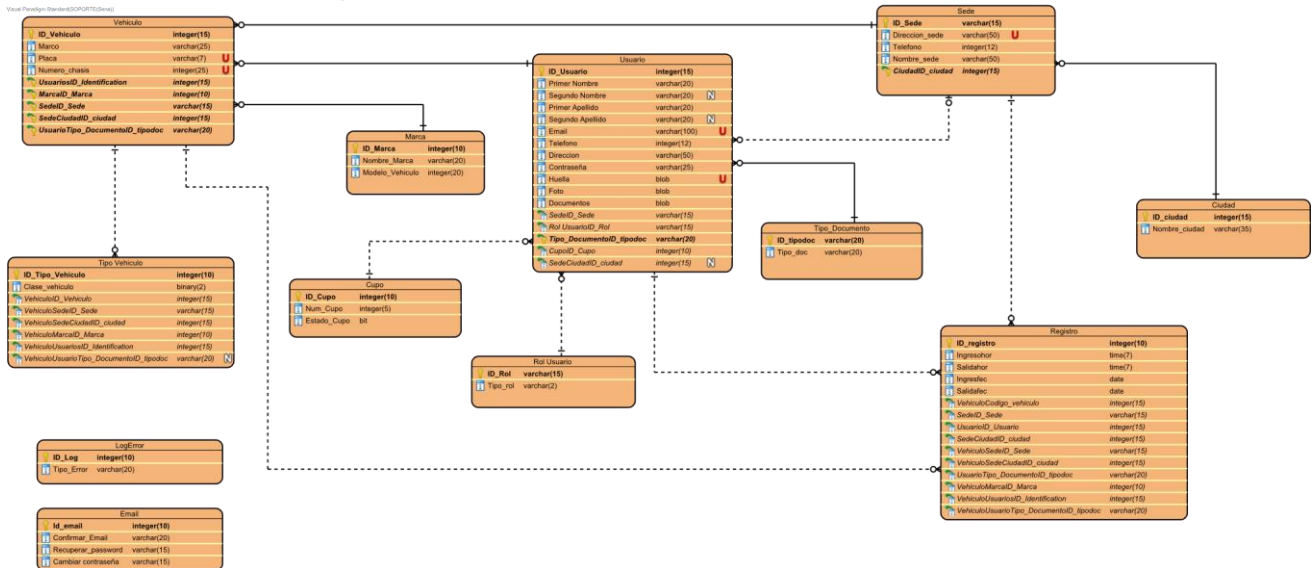 Visual Paradigm Standard(SOPORTE(Sena))
Vehiculo
ID_Vehiculo integer(15)
Marco varchar(25)
Placa varchar(7) U
Numero_chasis integer(25) U
UsuariosID_Identification integer(15)
MarcaID_Marca integer(10)
SedeID_Sede varchar(15)
SedeCiudadID_ciudad integer(15)
UsuarioTipo_DocumentoID_tipodoc varchar(20)
Sede
ID_Sede varchar(15)
Direccion_sede varchar(50) U
Telefono integer(12)
Nombre_sede varchar(50)
CiudadID_ciudad integer(15)
Usuario
ID_Usuario integer(15)
Primer Nombre varchar(20)
Segundo Nombre varchar(20) N
Primer Apellido varchar(20)
Segundo Apellido varchar(20) N
Email varchar(100) U
Telefono integer(12)
Direccion varchar(50)
Contraseña varchar(25)
Huella blob U
Foto blob
Documentos blob
SedeID_Sede varchar(15)
Rol UsuarioID_Rol varchar(15)
Tipo_DocumentoID_tipodoc varchar(20)
CupoID_Cupo integer(10)
SedeCiudadID_ciudad integer(15) N
Marca
ID_Marca integer(10)
Nombre_Marca varchar(20)
Modelo_Vehiculo integer(20)
Ciudad
ID_ciudad integer(15)
Nombre_ciudad varchar(35)
Tipo_Documento
ID_tipodoc varchar(20)
Tipo_doc varchar(20)
Tipo Vehiculo
ID_Tipo_Vehiculo integer(10)
Clase_vehiculo binary(2)
VehiculoID_Vehiculo integer(15)
VehiculoSedeID_Sede varchar(15)
VehiculoSedeCiudadID_ciudad integer(15)
VehiculoMarcaID_Marca integer(10)
VehiculoUsuariosID_Identification integer(15)
VehiculoUsuarioTipo_DocumentoID_tipodoc varchar(20) N
Cupo
ID_Cupo integer(10)
Num_Cupo integer(5)
Estado_Cupo bit
Rol Usuario
ID_Rol varchar(15)
Tipo_rol varchar(2)
Registro
ID_registro integer(10)
Ingresohor time(7)
Salidahor time(7)
Ingresfec date
Salidafec date
VehiculoCodigo_vehiculo integer(15)
SedeID_Sede varchar(15)
UsuarioID_Usuario integer(15)
SedeCiudadID_ciudad integer(15)
VehiculoSedeID_Sede varchar(15)
VehiculoSedeCiudadID_ciudad integer(15)
UsuarioTipo_DocumentoID_tipodoc varchar(20)
VehiculoMarcaID_Marca integer(10)
VehiculoUsuariosID_Identification integer(15)
VehiculoUsuarioTipo_DocumentoID_tipodoc varchar(20)
LogError
ID_Log integer(10)
Tipo_Error varchar(20)
Email
Id_email integer(10)
Confirmar_Email varchar(20)
Recuperar_password varchar(15)
Cambiar contraseña varchar(15)